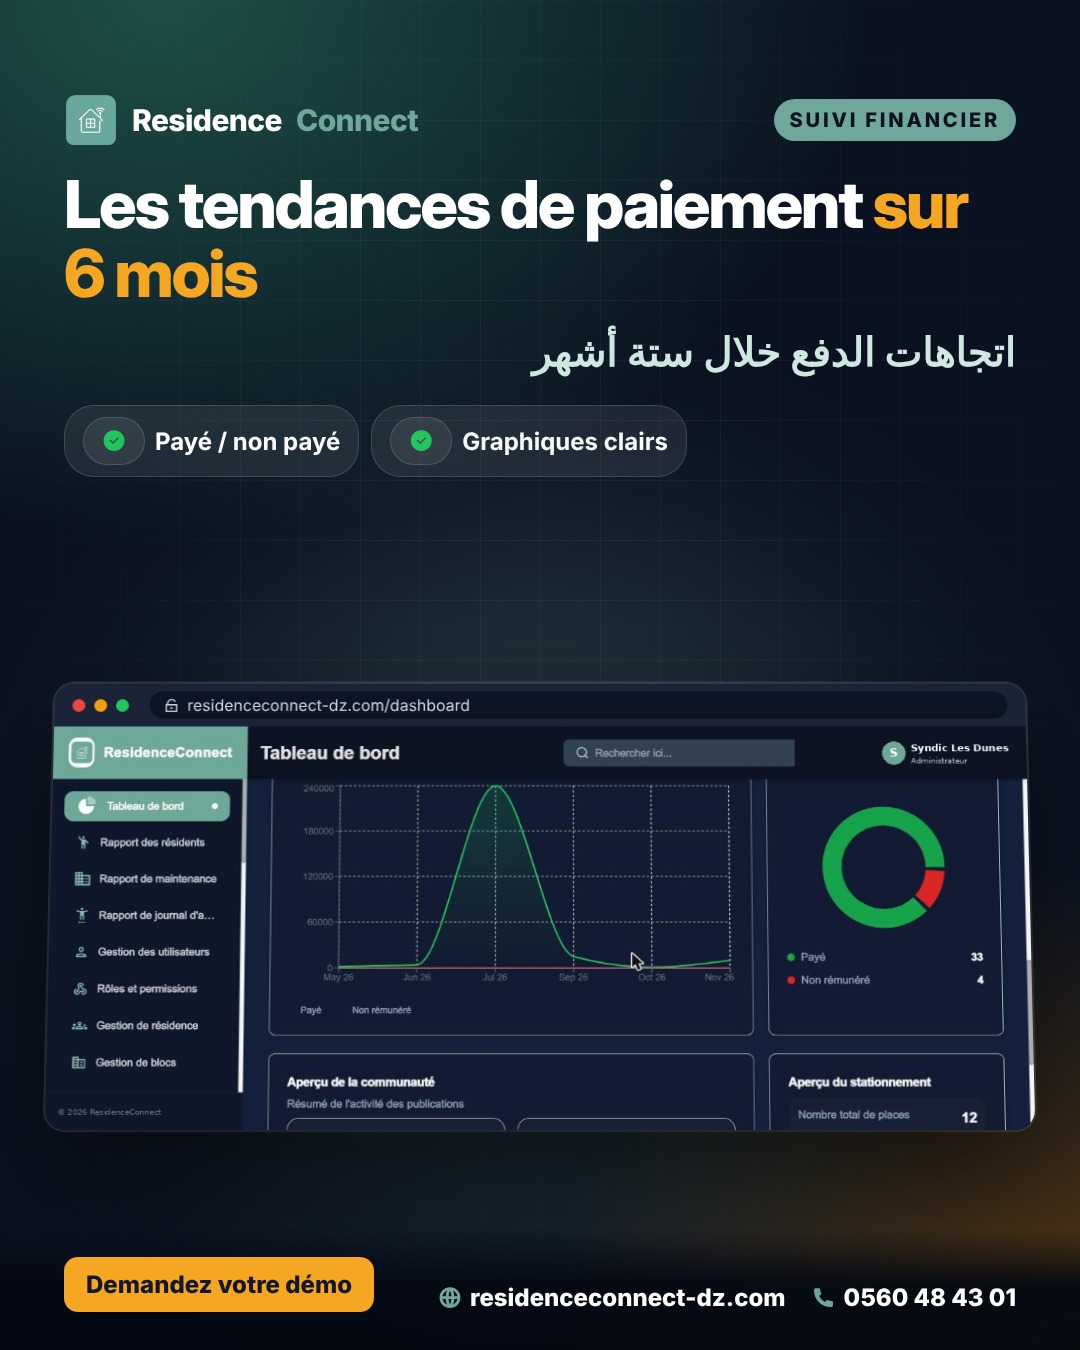 Residence Connect
SUIVI FINANCIER
Les tendances de paiement sur
6 mois
اتجاهات الدفع خلال ستة أشهر
Payé / non payé
Graphiques clairs
residenceconnect-dz.com/dashboard
ResidenceConnect
Tableau de bord
Rechercher ici...
S
Syndic Les Dunes
Administrateur
Tableau de bord
Rapport des résidents
Rapport de maintenance
Rapport de journal d'a...
Gestion des utilisateurs
Rôles et permissions
Gestion de résidence
Gestion de blocs
© 2026 ResidenceConnect
240000
180000
120000
60000
0
May 26 Jun 26 Jul 26 Sep 26 Oct 26 Nov 26
Payé Non rémunéré
Payé 33
Non rémunéré 4
Aperçu de la communauté
Résumé de l'activité des publications
Aperçu du stationnement
Nombre total de places 12
Demandez votre démo
residenceconnect-dz.com
0560 48 43 01